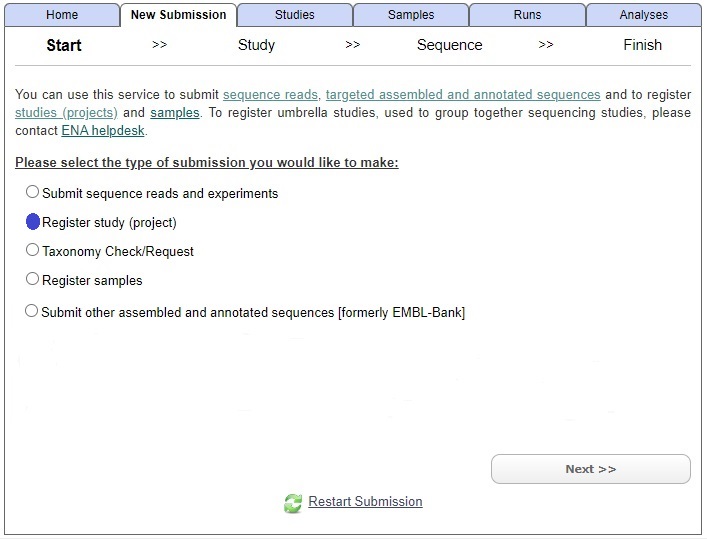 Home New Submission Studies Samples Runs Analyses
Start >> Study >> Sequence >> Finish
You can use this service to submit sequence reads, targeted assembled and annotated sequences and to register
studies (projects) and samples. To register umbrella studies, used to group together sequencing studies, please
contact ENA helpdesk.
Please select the type of submission you would like to make:
Submit sequence reads and experiments
Register study (project)
Taxonomy Check/Request
Register samples
Submit other assembled and annotated sequences [formerly EMBL-Bank]
Next >>
Restart Submission